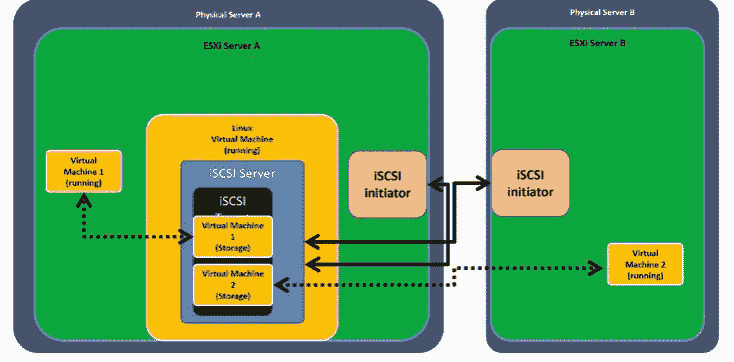 Physical Server A
ESXi Server A
Virtual
Machine 1
(running)
Linux
Virtual Machine
(running)
iSCSI Server
iSCSI
Virtual Machine
1
(Storage)
Virtual Machine
2
(Storage)
iSCSI
initiator
Physical Server B
ESXi Server B
iSCSI
initiator
Virtual
Machine 2
(running)